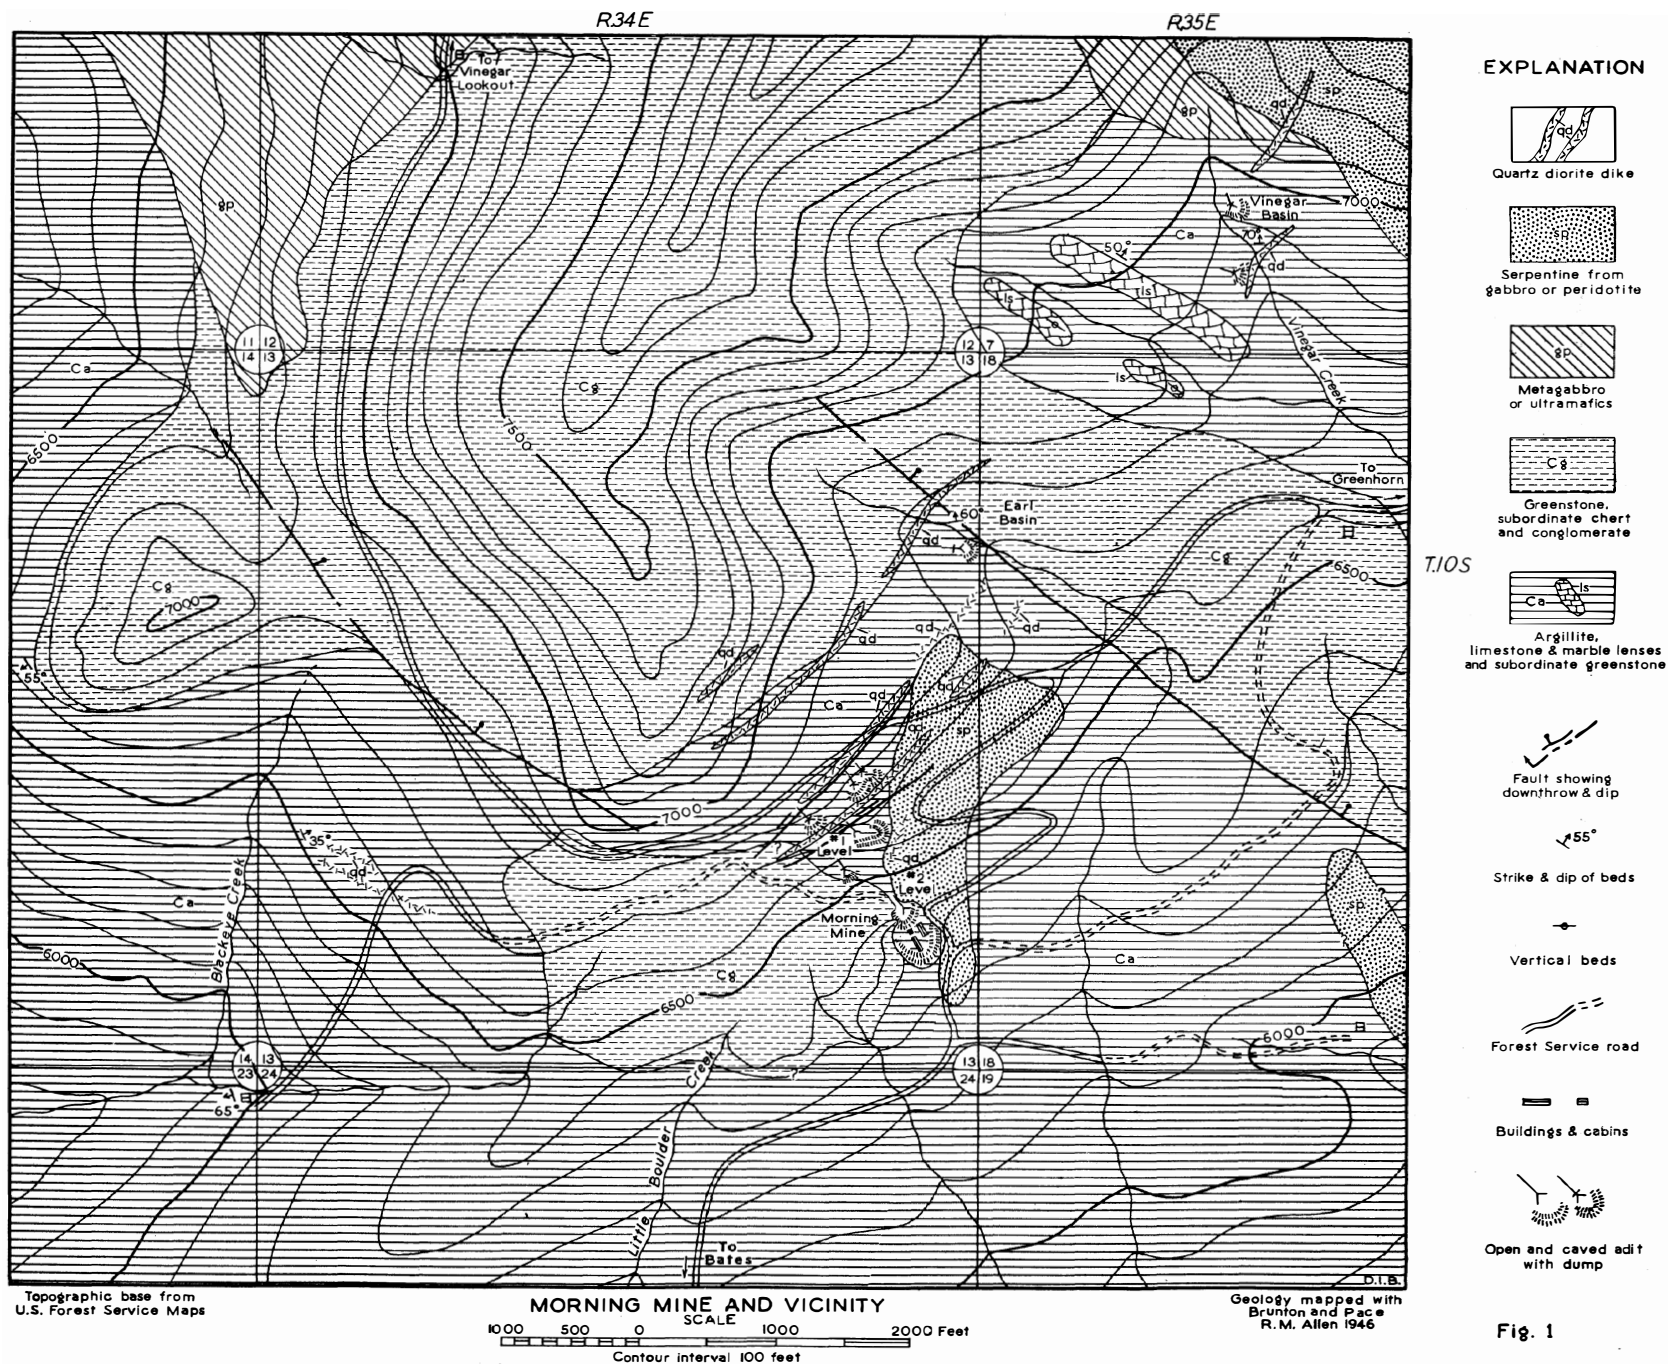 R.34 E
R.35E
To
Vinegar
Lookout
gp
gp
qd
sp
Vinegar
Basin
7000
70°
qd
Ca
50°
ls
ls
ls
Vinegar Creek
gp
11 12
14 13
12 7
13 18
Ca
6500
Cg
7500
To
Greenhorn
60°
Earl
Basin
qd
Cg
6500
T.10S
Cg
7000
55°
qd
qd
qd
qd
Ca
qd
qd
qd
sp
7000
35°
qd
?
#1
Level
qd
#2
Level
Morning
Mine
sp
Ca
Blackeye Creek
6000
Cg
6500
Ca
6000
14 13
23 24
65°
13 18
24 19
?
Little Boulder Creek
To
Bates
D.I.B.
EXPLANATION
qd
Quartz diorite dike
sp
Serpentine from
gabbro or peridotite
gp
Metagabbro
or ultramafics
Cg
Greenstone,
subordinate chert
and conglomerate
ls
Ca
Argillite,
limestone & marble lenses
and subordinate greenstone
Fault showing
downthrow & dip
55°
Strike & dip of beds
Vertical beds
Forest Service road
Buildings & cabins
Open and caved adit
with dump
Fig. 1
Topographic base from
U.S. Forest Service Maps
MORNING MINE AND VICINITY
SCALE
1000 500 0 1000 2000 Feet
Contour interval 100 feet
Geology mapped with
Brunton and Pace
R.M. Allen 1946